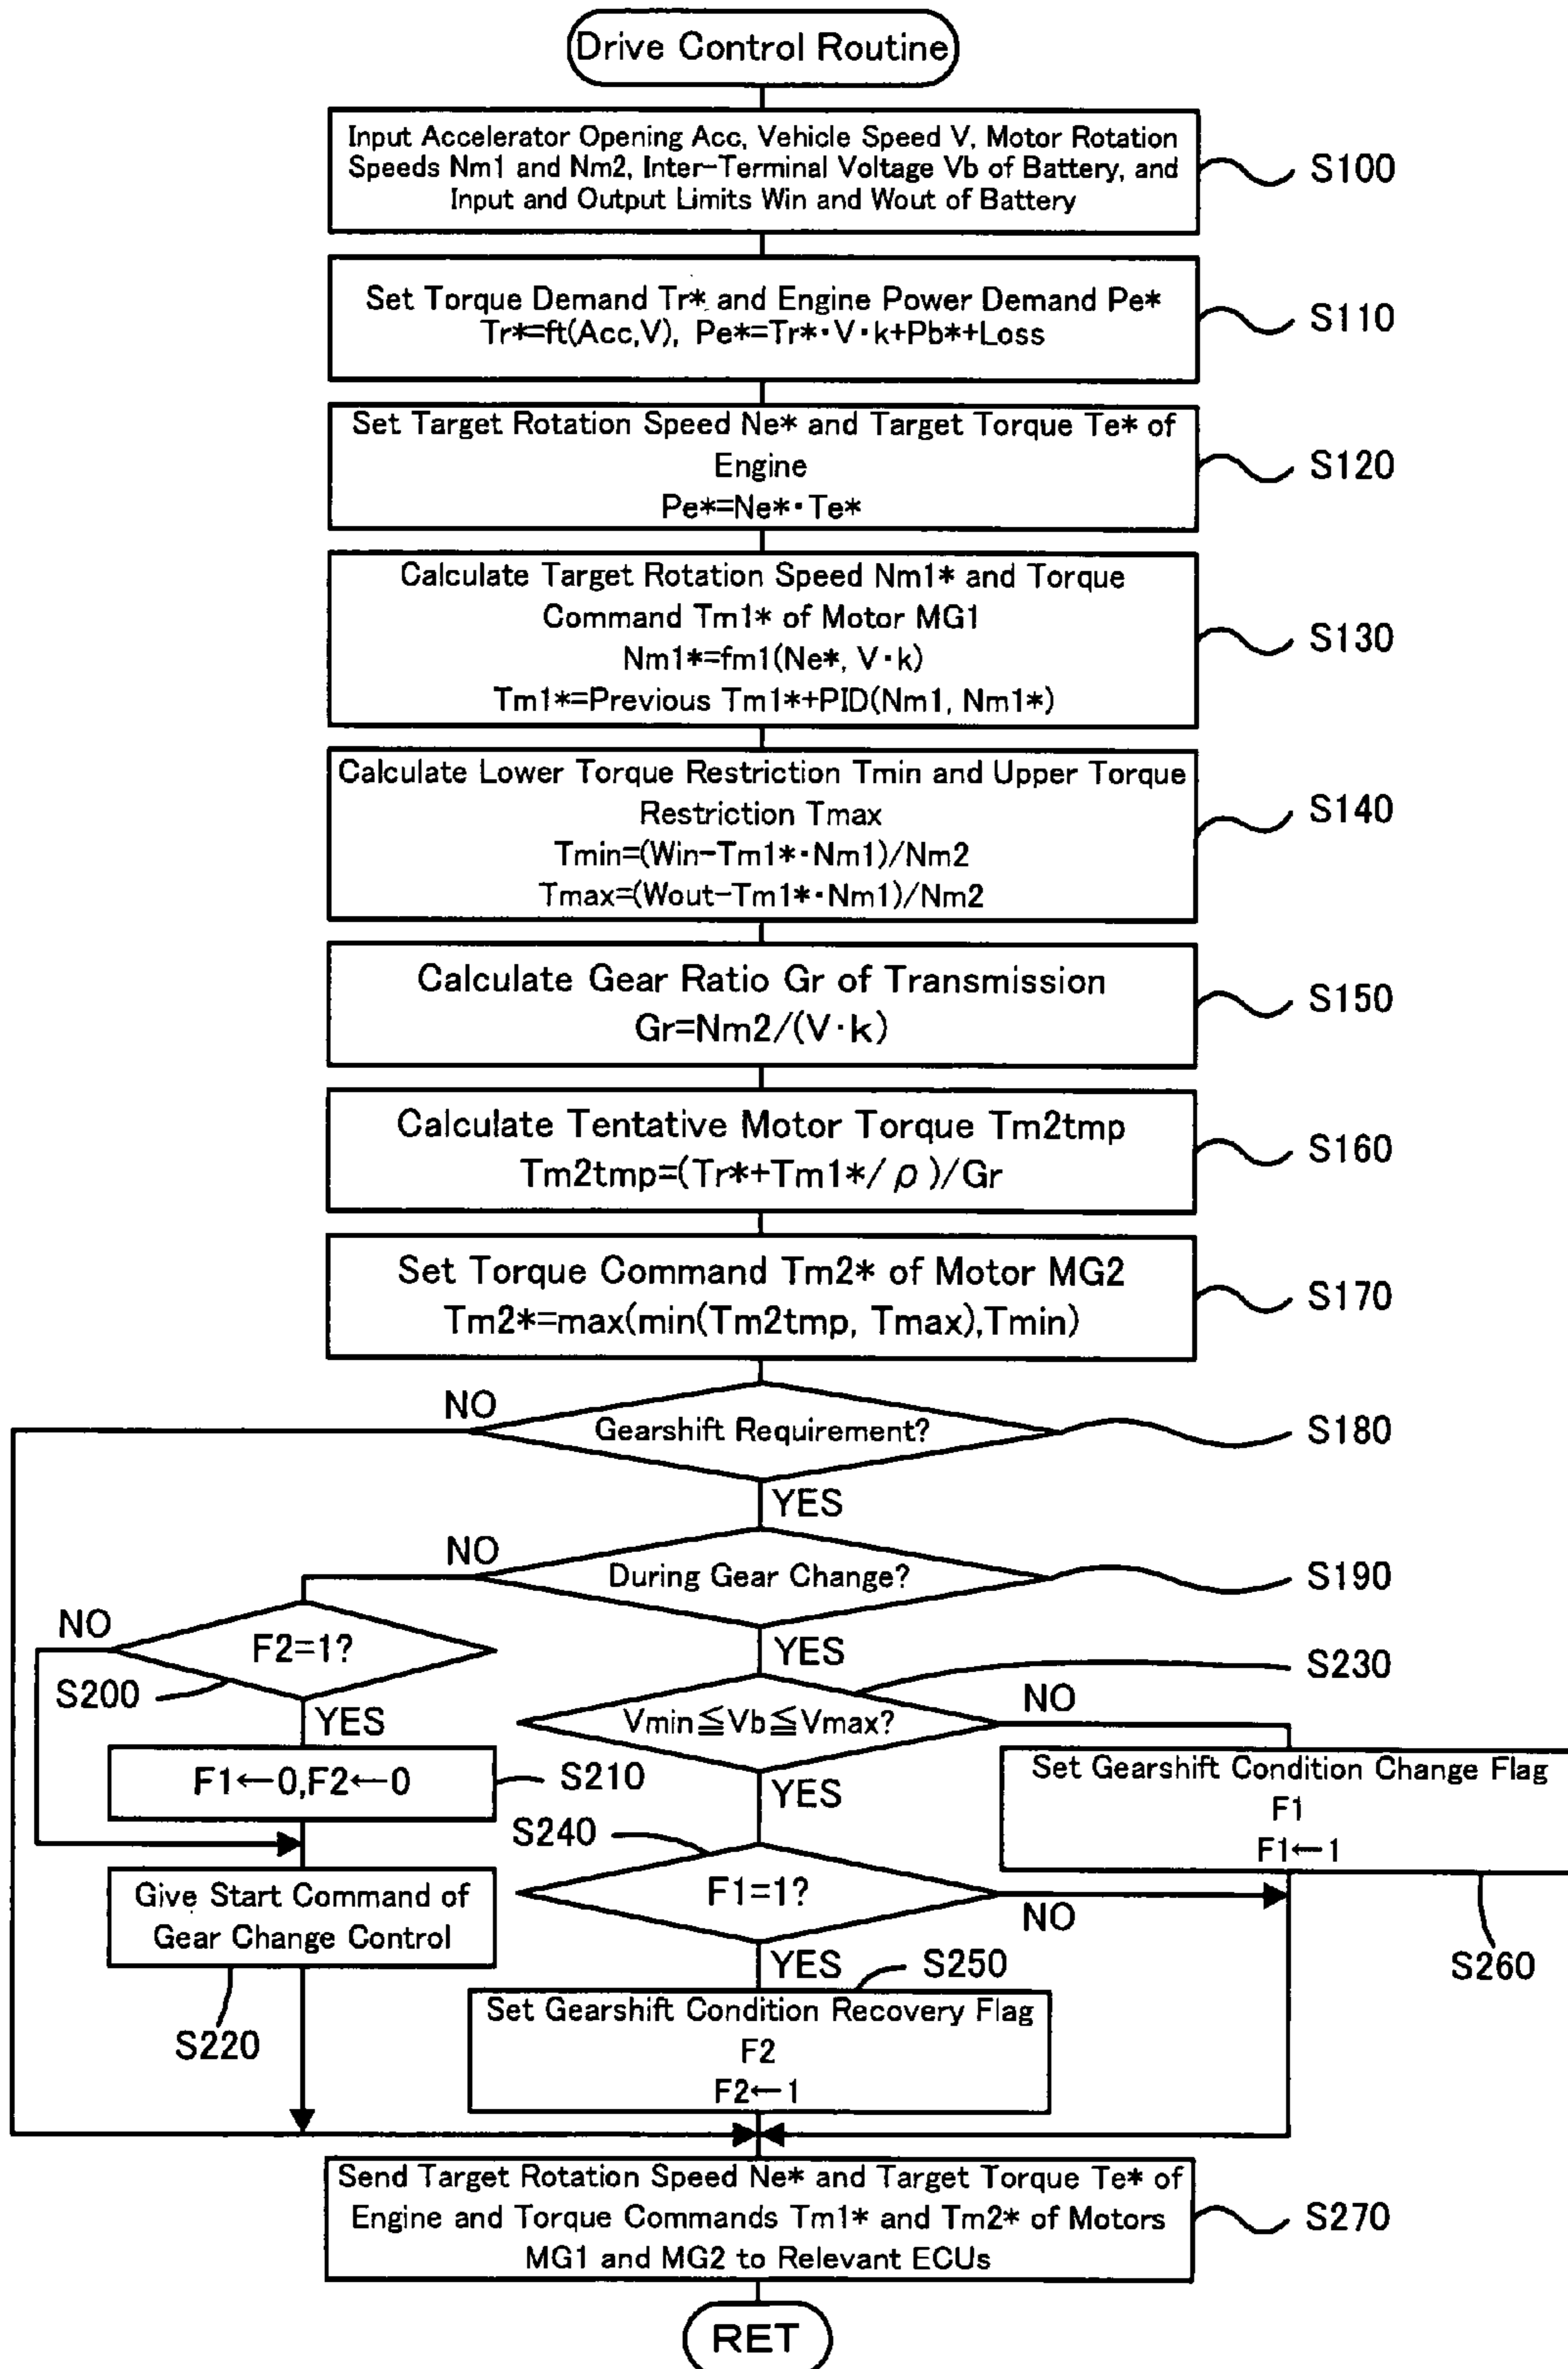 Drive Control Routine
Input Accelerator Opening Acc, Vehicle Speed V, Motor Rotation
Speeds Nm1 and Nm2, Inter-Terminal Voltage Vb of Battery, and
Input and Output Limits Win and Wout of Battery
S100
Set Torque Demand Tr* and Engine Power Demand Pe*
Tr*=ft(Acc,V), Pe*=Tr*·V·k+Pb*+Loss
S110
Set Target Rotation Speed Ne* and Target Torque Te* of
Engine
Pe*=Ne*·Te*
S120
Calculate Target Rotation Speed Nm1* and Torque
Command Tm1* of Motor MG1
Nm1*=fm1(Ne*, V·k)
Tm1*=Previous Tm1*+PID(Nm1, Nm1*)
S130
Calculate Lower Torque Restriction Tmin and Upper Torque
Restriction Tmax
Tmin=(Win-Tm1*·Nm1)/Nm2
Tmax=(Wout-Tm1*·Nm1)/Nm2
S140
Calculate Gear Ratio Gr of Transmission
Gr=Nm2/(V·k)
S150
Calculate Tentative Motor Torque Tm2tmp
Tm2tmp=(Tr*+Tm1*/ρ)/Gr
S160
Set Torque Command Tm2* of Motor MG2
Tm2*=max(min(Tm2tmp, Tmax),Tmin)
S170
NO
Gearshift Requirement?
S180
YES
NO
During Gear Change?
S190
NO
F2=1?
YES
S230
S200
YES
Vmin≦Vb≦Vmax?
NO
F1←0,F2←0
S210
YES
Set Gearshift Condition Change Flag
F1
F1←1
S240
Give Start Command of
Gear Change Control
F1=1?
NO
S260
YES
S250
S220
Set Gearshift Condition Recovery Flag
F2
F2←1
Send Target Rotation Speed Ne* and Target Torque Te* of
Engine and Torque Commands Tm1* and Tm2* of Motors
MG1 and MG2 to Relevant ECUs
S270
RET